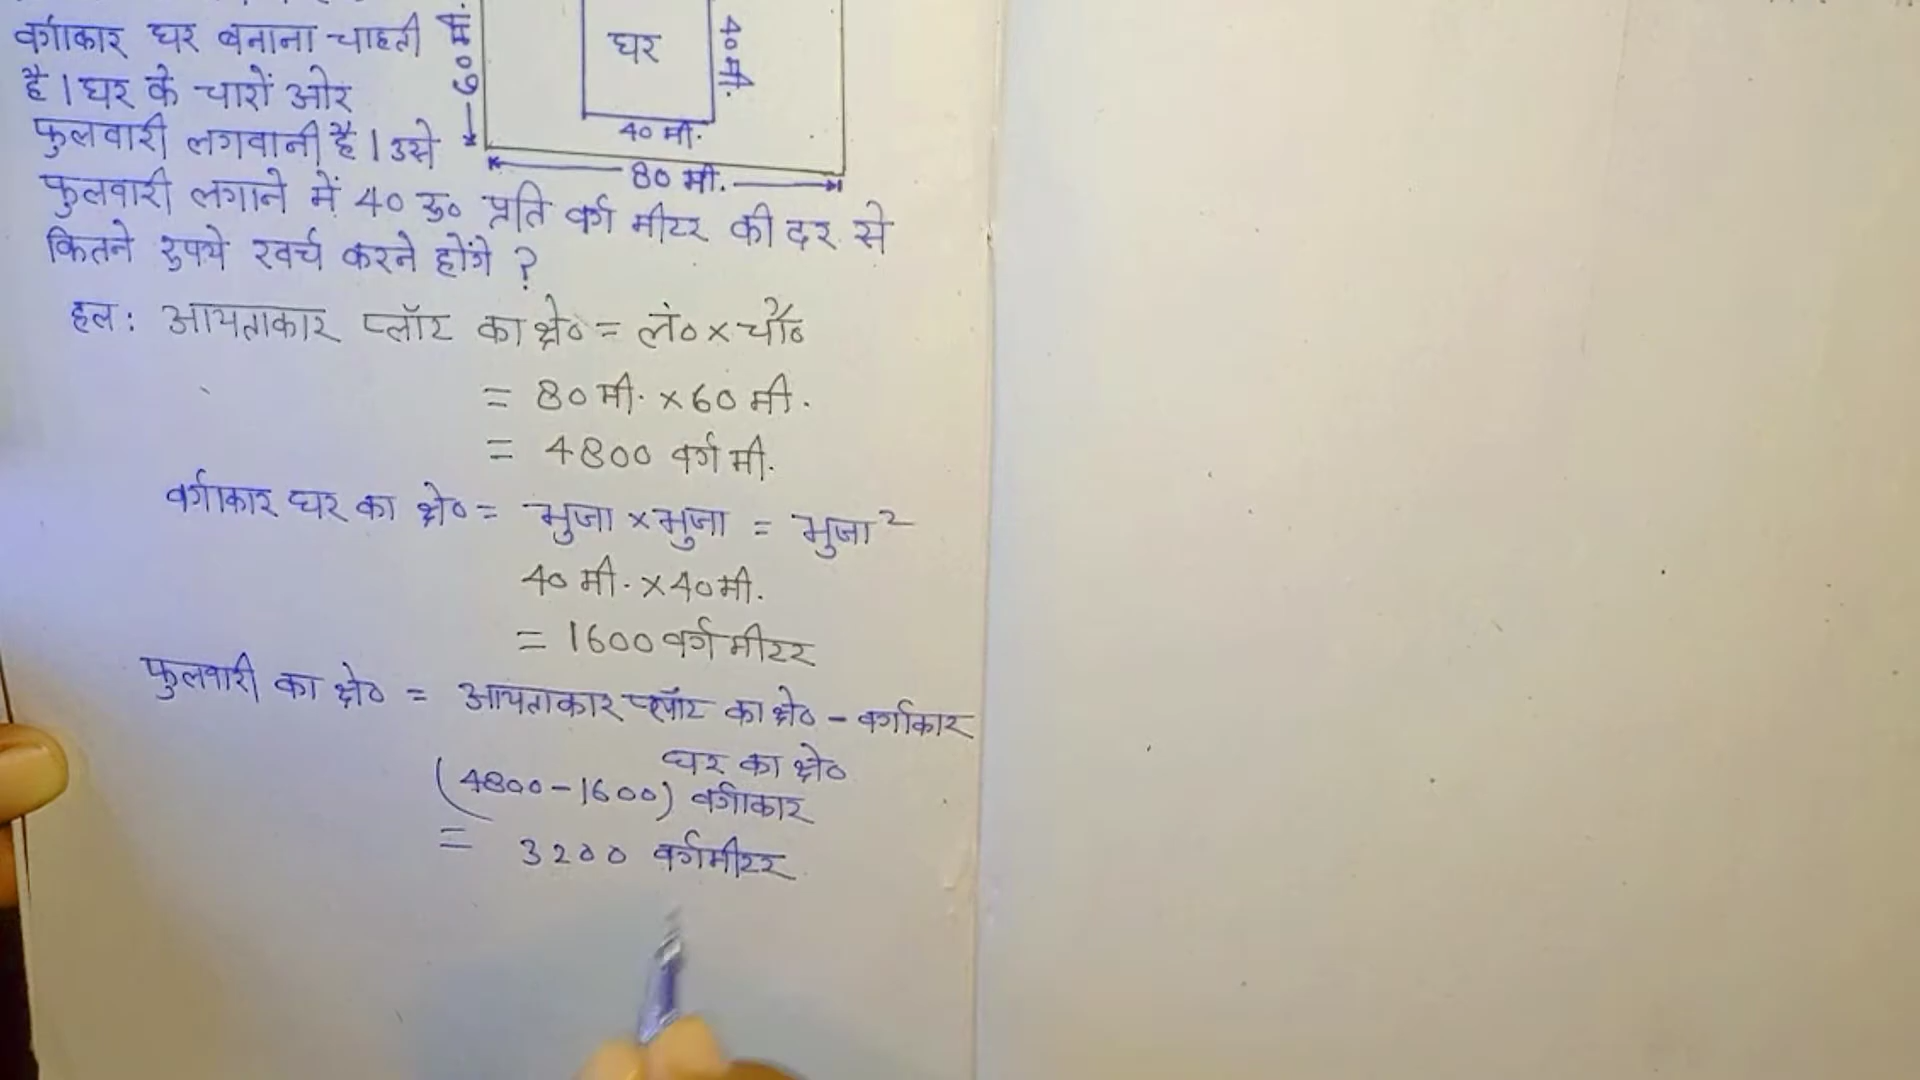 वर्गाकार घर बनाना चाहती
है। घर के चारों ओर
फुलवारी लगवानी है। उसे
फुलवारी लगाने में 40 रु० प्रति वर्ग मीटर की दर से
कितने रुपये खर्च करने होंगे ?
घर
40 मी.
40 मी.
60 मी.
80 मी.
हल: आयताकार प्लॉट का क्षे० = लं० × चौ०
= 80 मी. × 60 मी.
= 4800 वर्ग मी.
वर्गाकार घर का क्षे० = भुजा × भुजा = भुजा²
40 मी. × 40 मी.
= 1600 वर्ग मीटर
फुलवारी का क्षे० = आयताकार प्लॉट का क्षे० - वर्गाकार
घर का क्षे०
(4800-1600) वर्गाकार
= 3200 वर्गमीटर